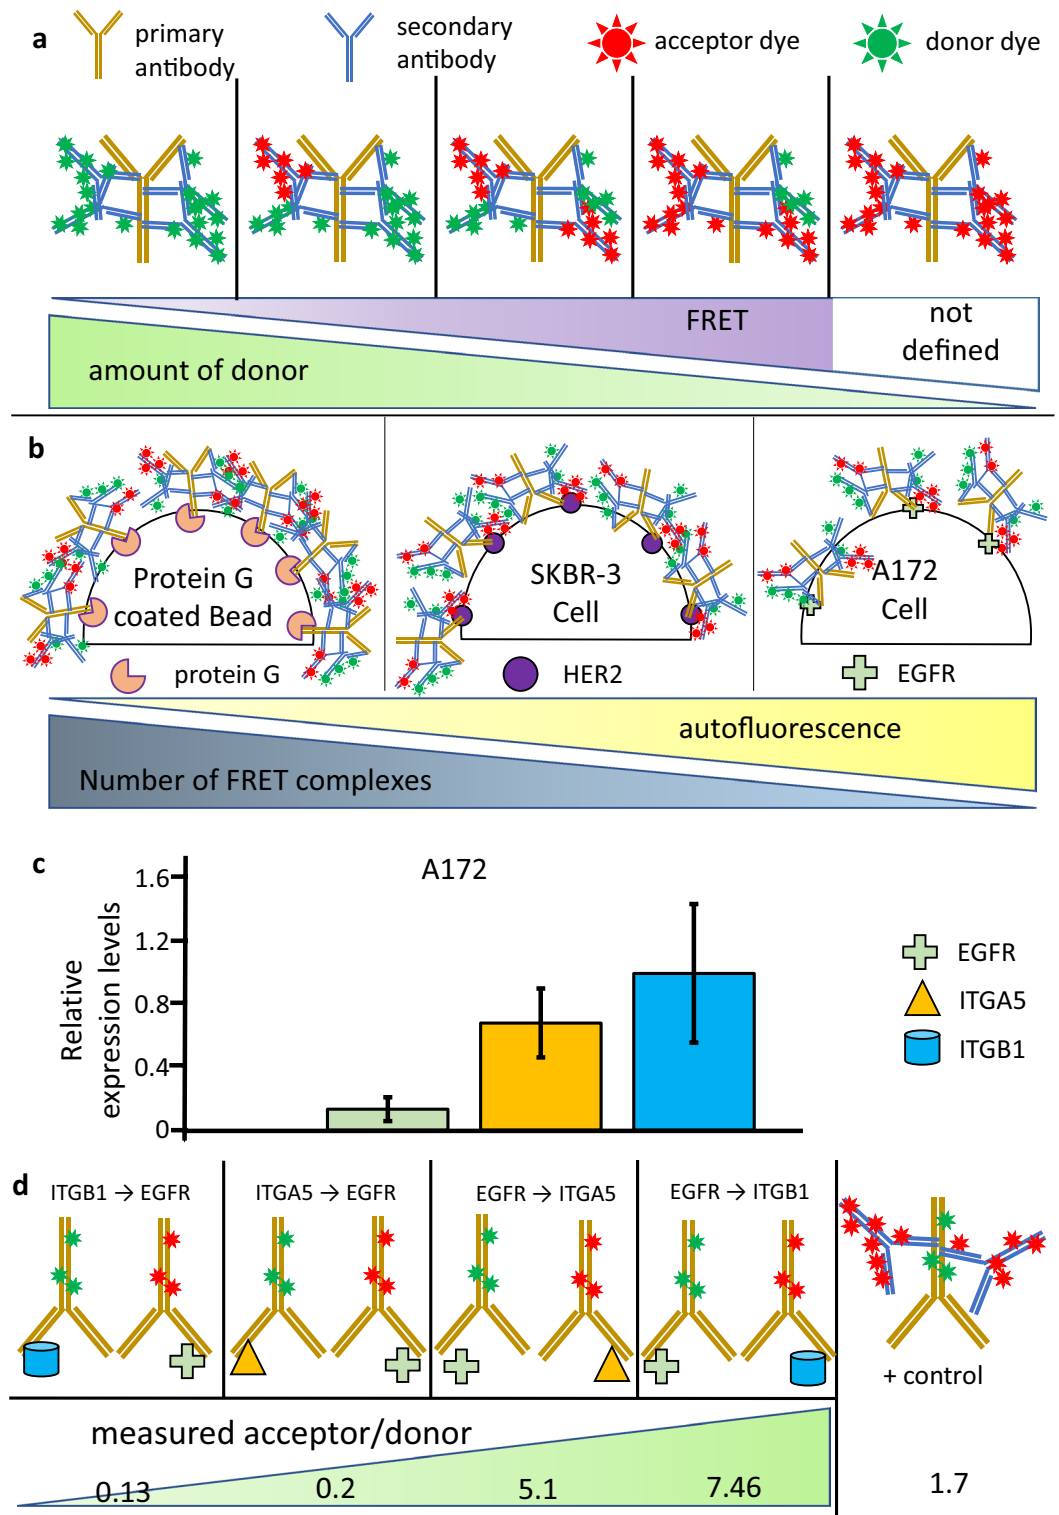 a
primary
antibody
secondary
antibody
acceptor dye
donor dye
FRET
not
defined
amount of donor
b
Protein G
coated Bead
SKBR-3
Cell
A172
Cell
protein G
HER2
EGFR
autofluorescence
Number of FRET complexes
c
A172
Relative
expression levels
1.6
1.2
0.8
0.4
0
EGFR
ITGA5
ITGB1
d
ITGB1 → EGFR
ITGA5 → EGFR
EGFR → ITGA5
EGFR → ITGB1
+ control
measured acceptor/donor
0.13
0.2
5.1
7.46
1.7